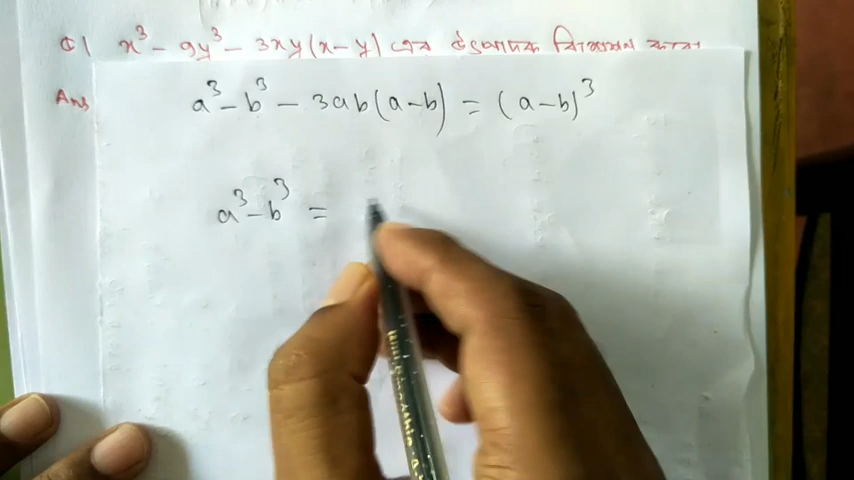 ৫| x³ - 9y³ - 3xy(x-y) এর উৎপাদক বিশ্লেষণ করো
Ans a³-b³ - 3ab(a-b) = (a-b)³
a³-b³ =